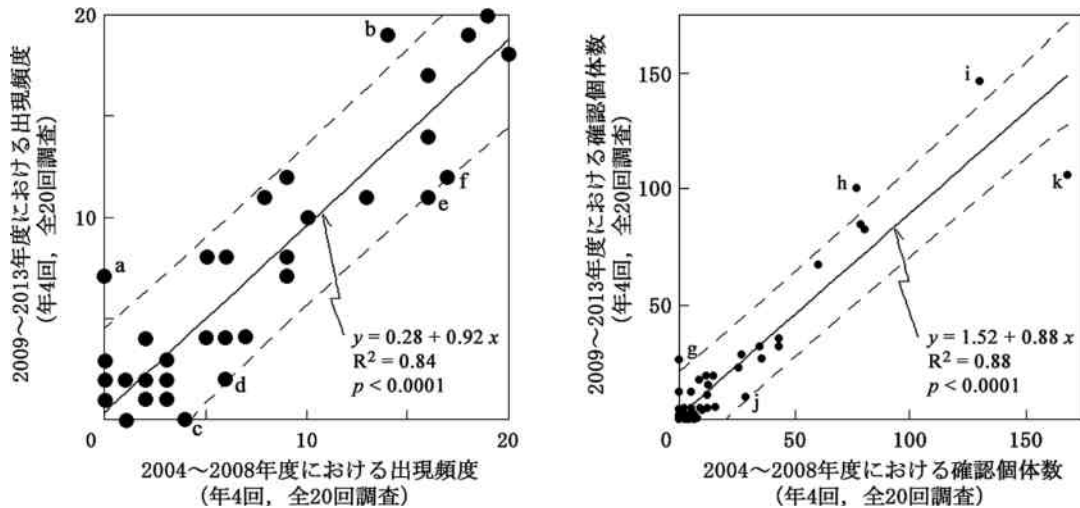 20
10
0
10
20
a
b
c
d
e
f
y = 0.28 + 0.92 x
R² = 0.84
p < 0.0001
2009～2013年度における出現頻度
(年4回，全20回調査)
2004～2008年度における出現頻度
(年4回，全20回調査)
150
100
50
0
50
100
150
g
h
i
j
k
y = 1.52 + 0.88 x
R² = 0.88
p < 0.0001
2009～2013年度における確認個体数
(年4回，全20回調査)
2004～2008年度における確認個体数
(年4回，全20回調査)